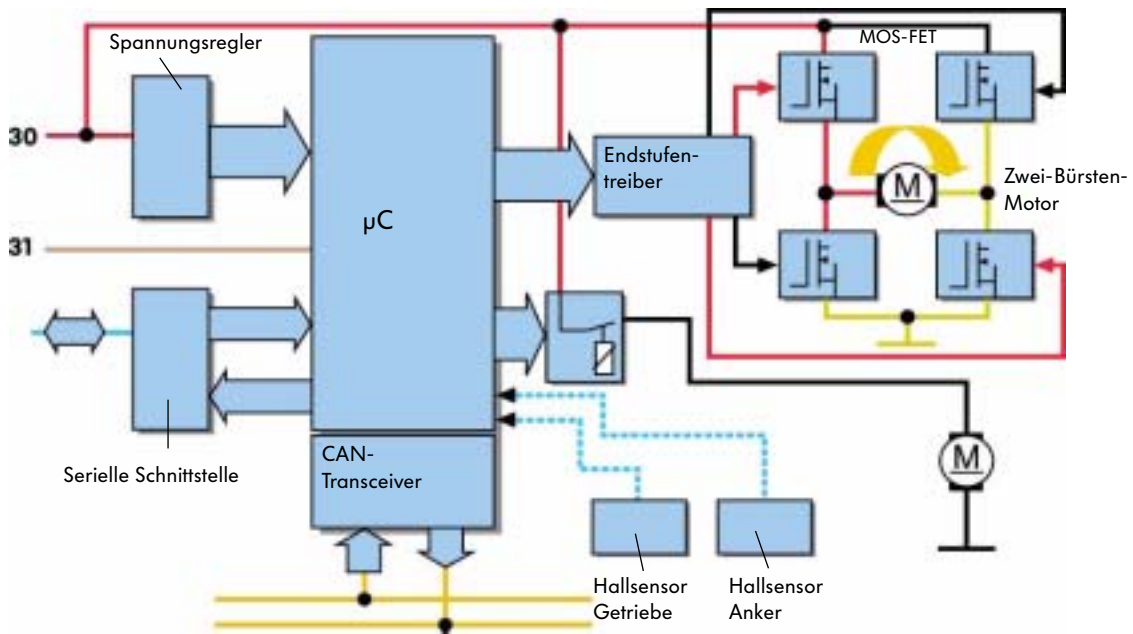 Spannungsregler
MOS-FET
30
Endstufen-
treiber
Zwei-Bürsten-
Motor
M
µC
31
CAN-
Transceiver
M
Serielle Schnittstelle
Hallsensor
Getriebe
Hallsensor
Anker